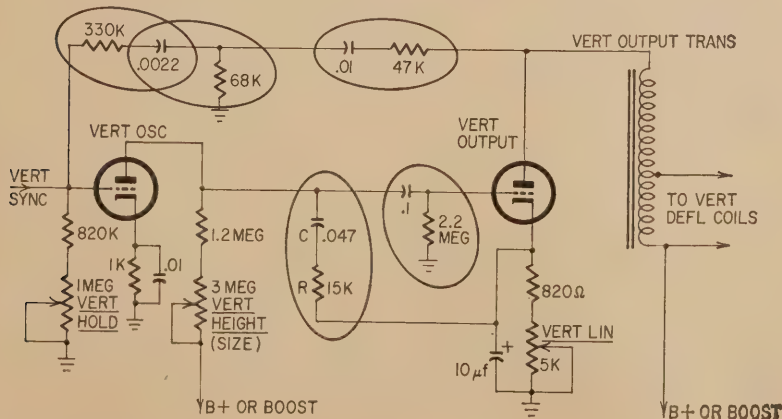 330K
.0022
68K
.01
47K
VERT OUTPUT TRANS
VERT OSC
VERT
OUTPUT
VERT
SYNC
TO VERT
DEFL COILS
820K
1K
.01
1.2 MEG
C
.047
.1
2.2
MEG
1MEG
VERT
HOLD
3 MEG
VERT
HEIGHT
(SIZE)
R
15K
820Ω
VERT LIN
5K
10μf
+
B+ OR BOOST
B+ OR BOOST